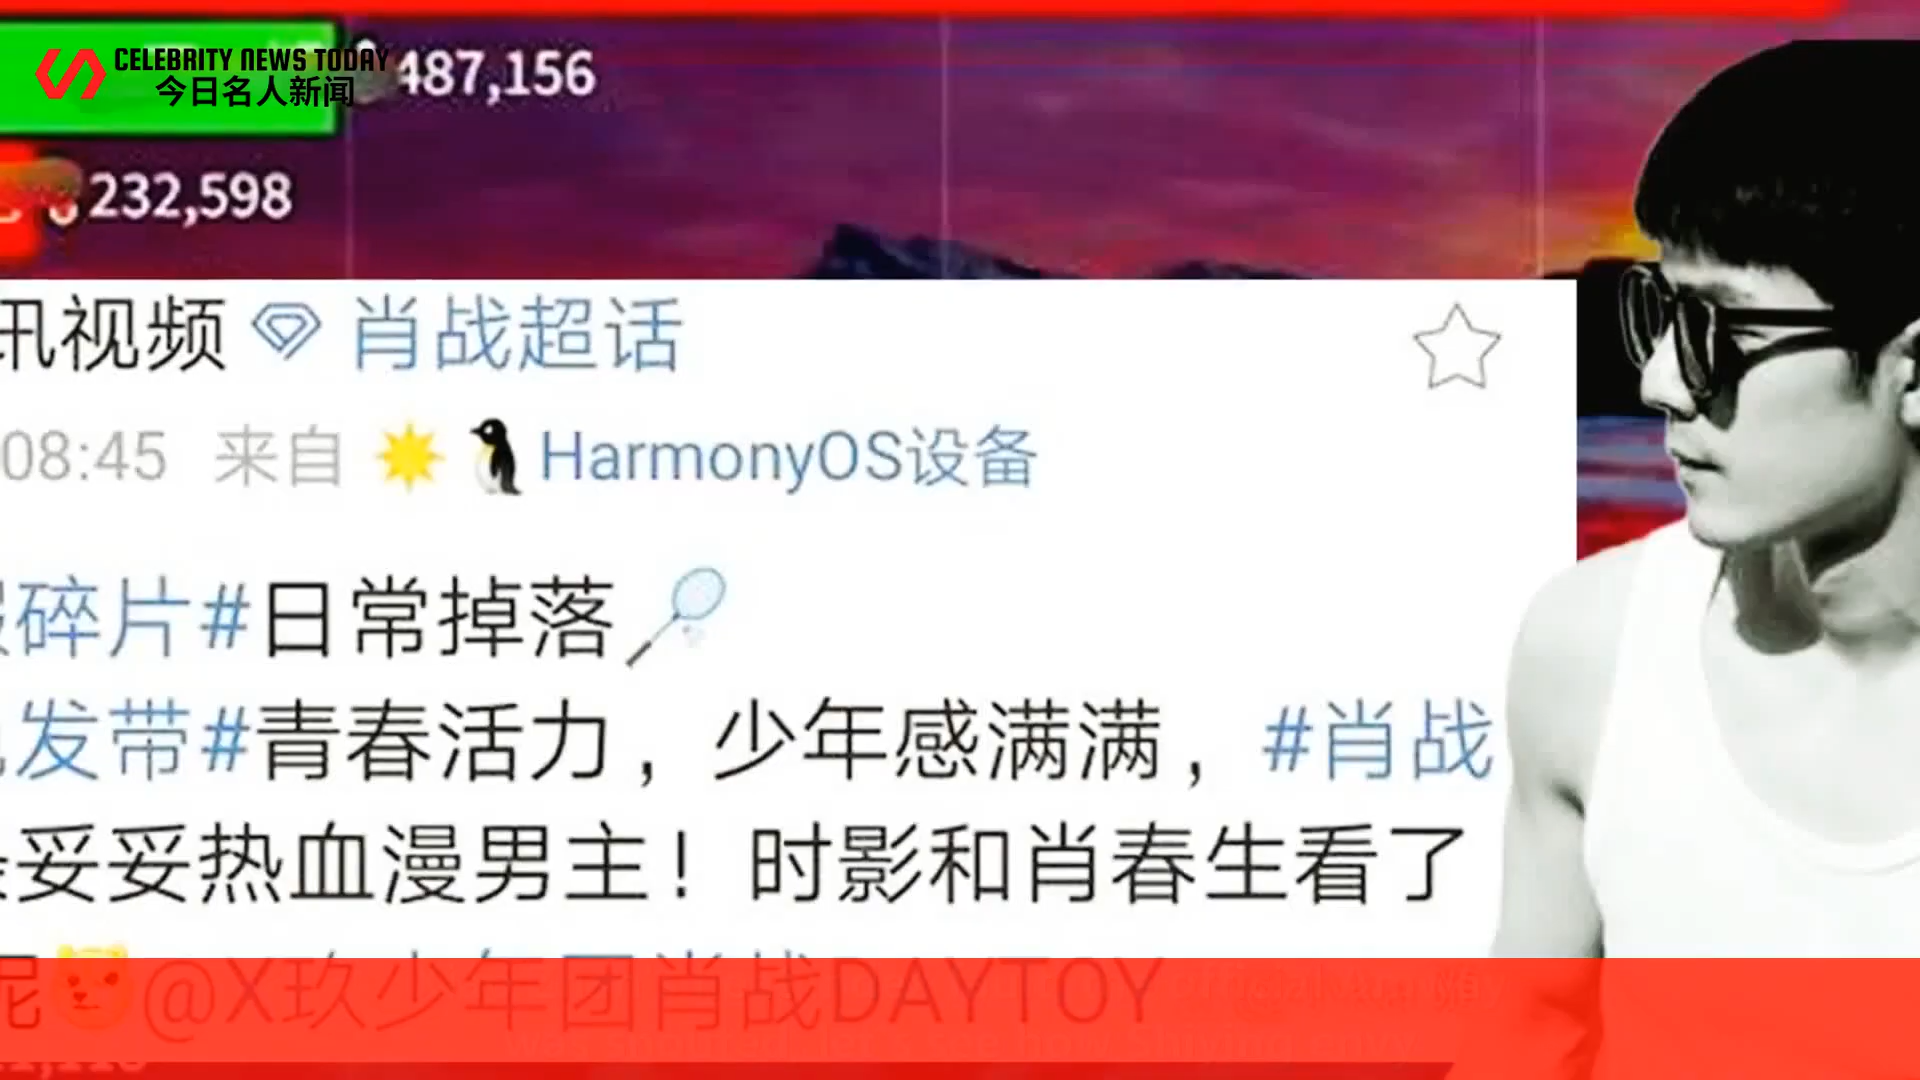 CELEBRITY NEWS TODAY
今日名人新闻
487,156
232,598
讯视频 肖战超话
08:45 来自 HarmonyOS设备
碎片#日常掉落
发带#青春活力，少年感满满，#肖战
妥妥热血漫男主！时影和肖春生看了
呢 @X玖少年团肖战DAYTOY